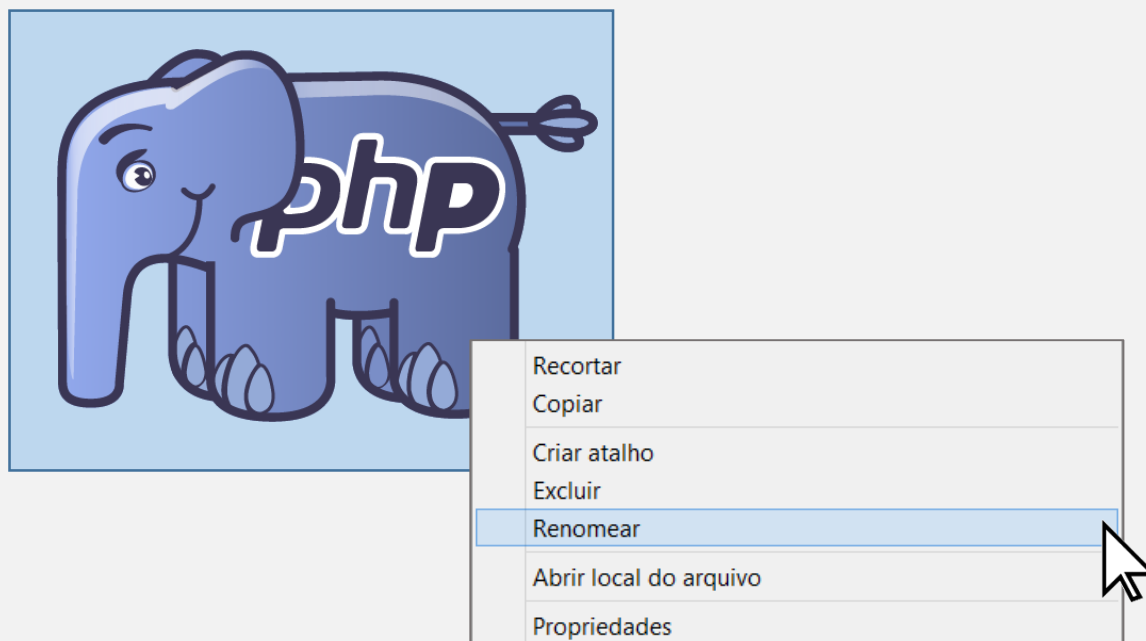 php
Recortar
Copiar
Criar atalho
Excluir
Renomear
Abrir local do arquivo
Propriedades